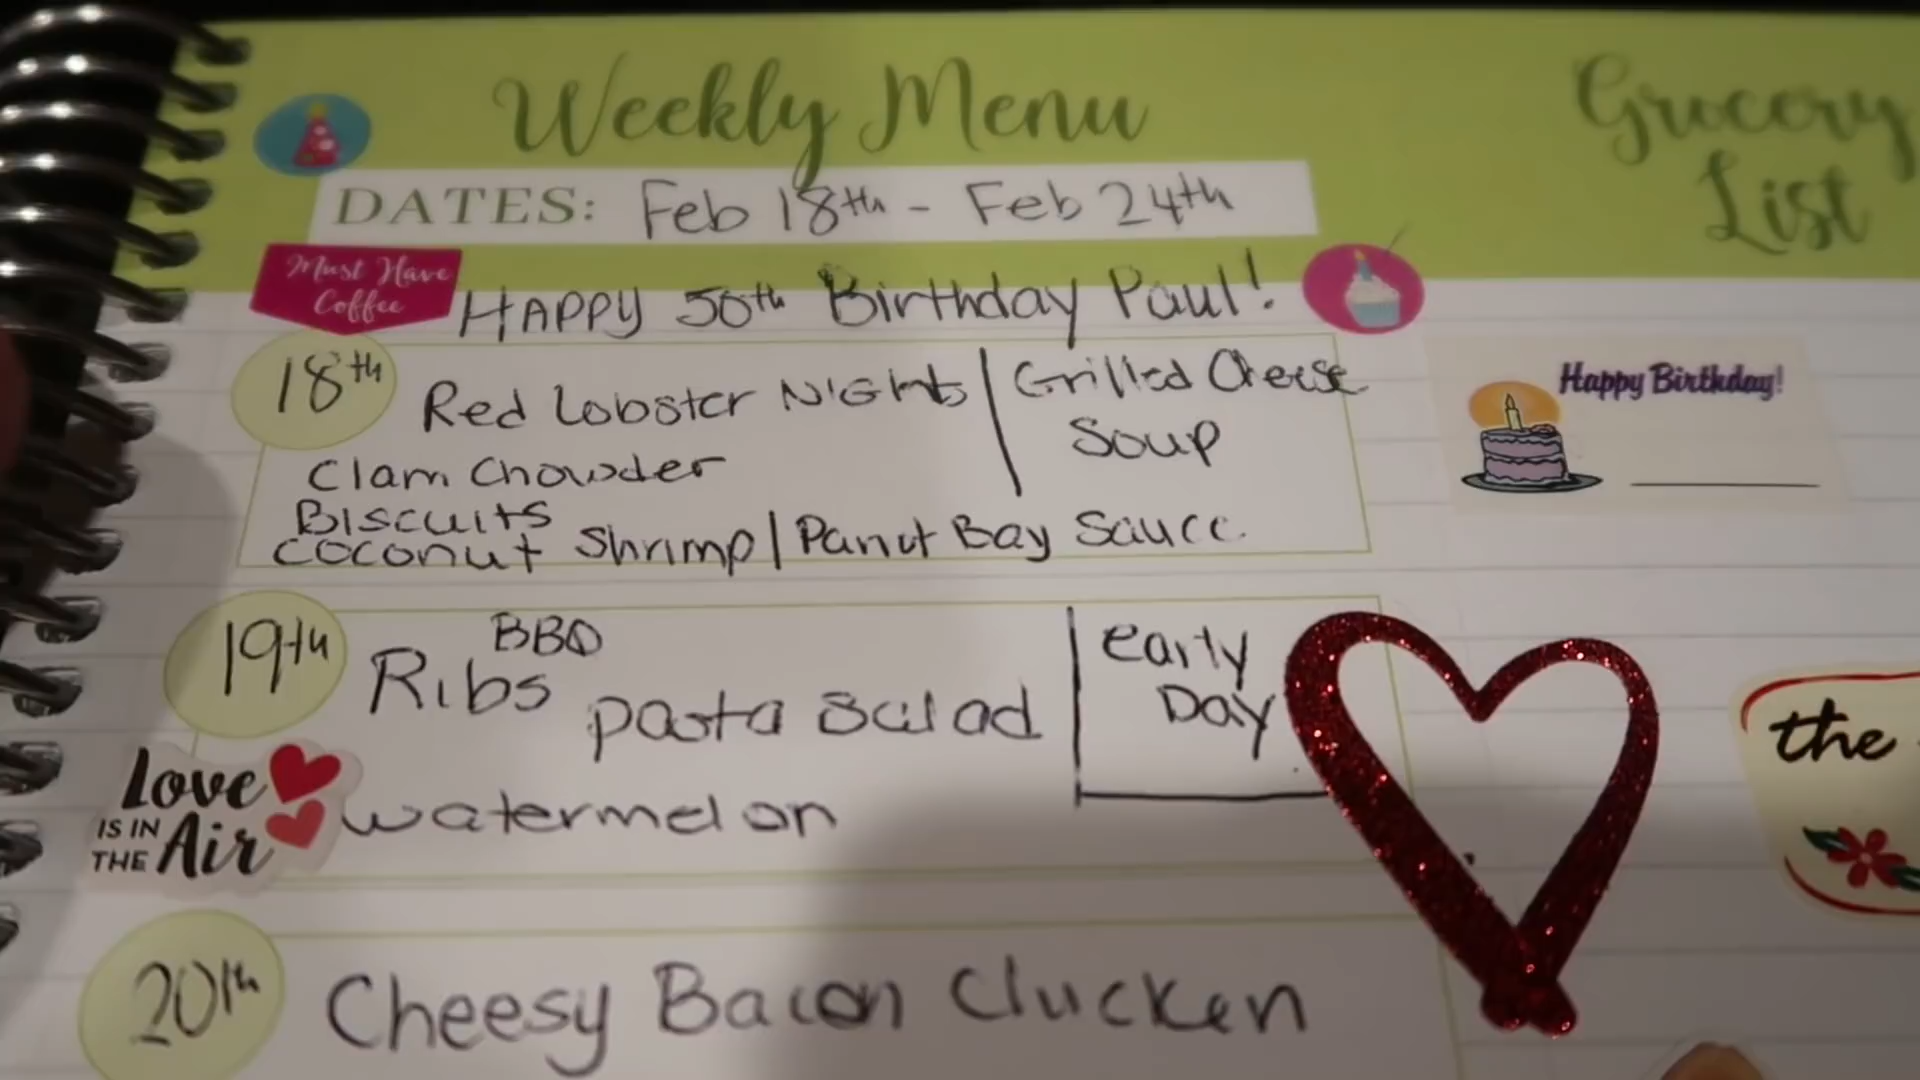 Weekly Menu
Grocery
List
DATES: Feb 18th - Feb 24th
Must Have
Coffee
HAPPY 50th Birthday Paul!
18th
Red Lobster NIGHts
Grilled Cheese
Soup
Clam Chowder
Biscuits
Coconut Shrimp | Panut Bay Sauce
Happy Birthday!
19th
BBQ
Ribs
pasta Salad
early
Day
watermelon
Love
IS IN
THE Air
the
20th
Cheesy Bacon Chicken